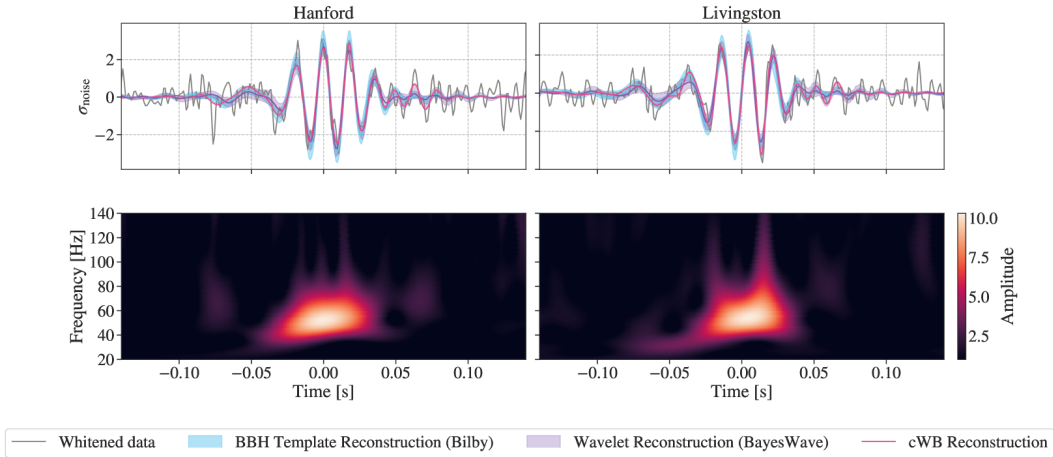 Hanford
Livingston
σnoise
2
0
−2
Frequency [Hz]
140
120
100
80
60
40
20
10.0
7.5
5.0
2.5
Amplitude
−0.10 −0.05 0.00 0.05 0.10
−0.10 −0.05 0.00 0.05 0.10
Time [s]
Time [s]
Whitened data BBH Template Reconstruction (Bilby) Wavelet Reconstruction (BayesWave) cWB Reconstruction